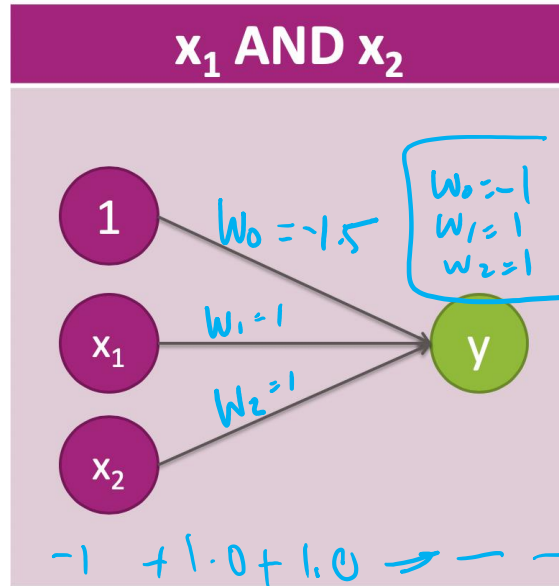 x₁ AND x₂
1
W₀ = -1.5
W₀ = -1
W₁ = 1
W₂ = 1
x₁
W₁ = 1
y
W₂ = 1
x₂
-1 + 1.0 + 1.0 → - -